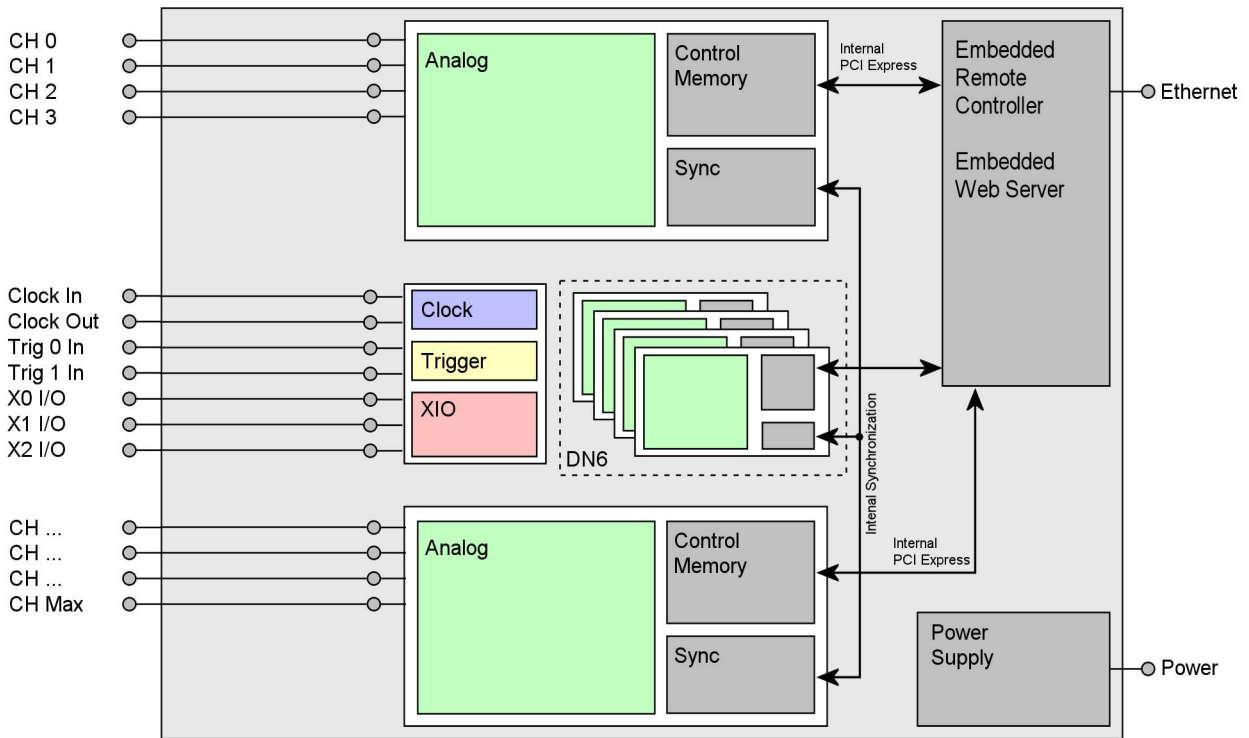 CH 0
CH 1
CH 2
CH 3
Analog
Control
Memory
Sync
Internal
PCI Express
Embedded
Remote
Controller
Embedded
Web Server
Ethernet
Clock In
Clock Out
Trig 0 In
Trig 1 In
X0 I/O
X1 I/O
X2 I/O
Clock
Trigger
XIO
DN6
Intenal Synchronization
CH ...
CH ...
CH ...
CH Max
Analog
Control
Memory
Sync
Internal
PCI Express
Power
Supply
Power